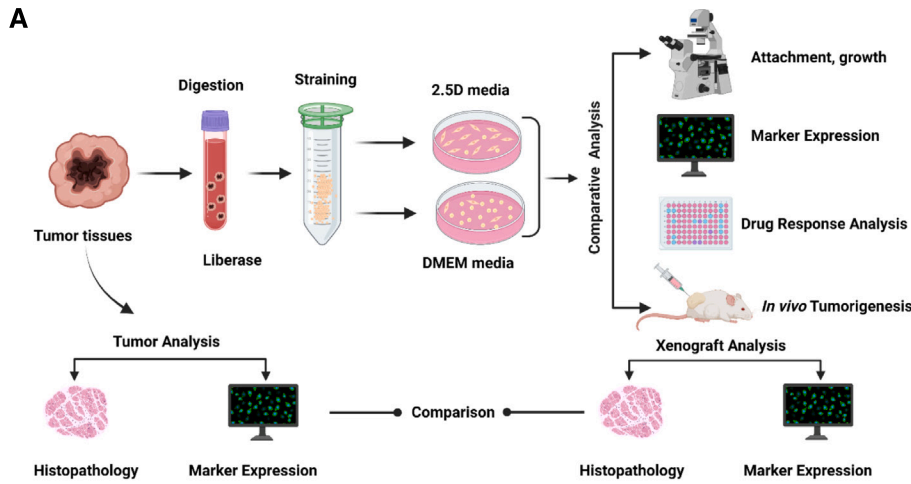 A
Digestion
Straining
2.5D media
Attachment, growth
Marker Expression
Comparative Analysis
Drug Response Analysis
Tumor tissues
Liberase
DMEM media
In vivo Tumorigenesis
Tumor Analysis
Xenograft Analysis
Comparison
Histopathology
Marker Expression
Histopathology
Marker Expression